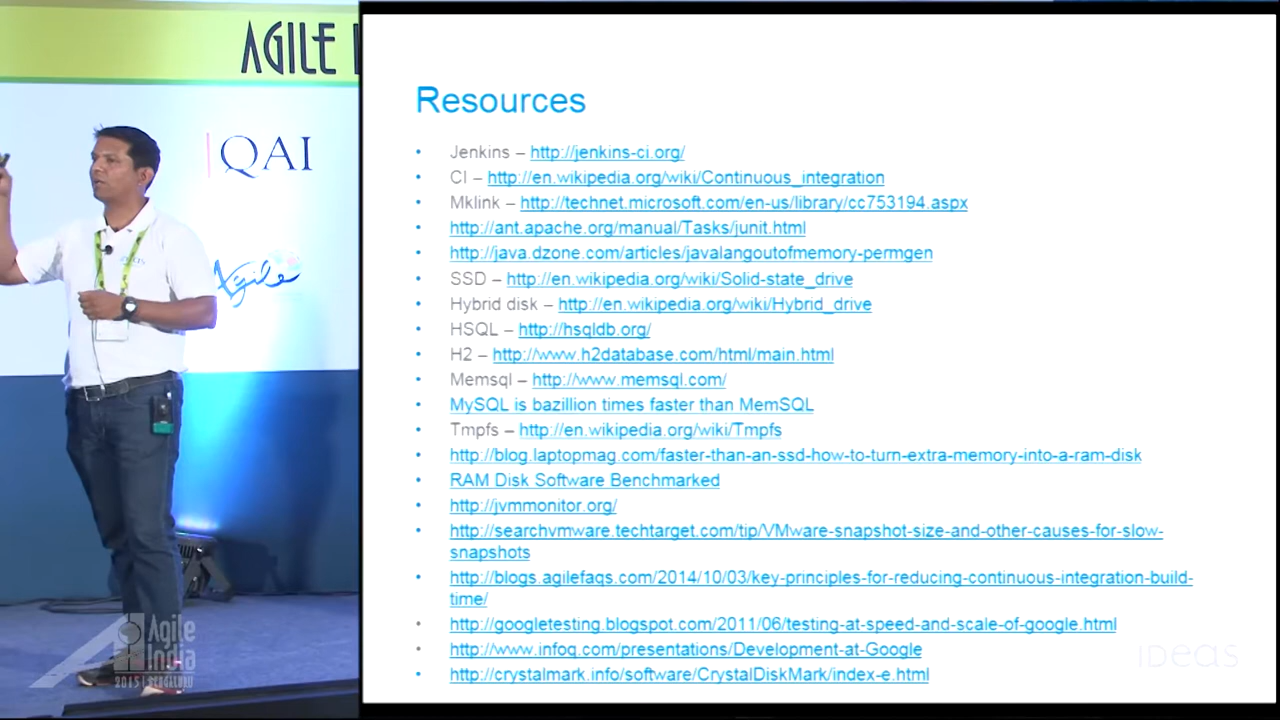 AGILE
QAI
Agile
Resources
Jenkins – http://jenkins-ci.org/
CI – http://en.wikipedia.org/wiki/Continuous_integration
Mklink – http://technet.microsoft.com/en-us/library/cc753194.aspx
http://ant.apache.org/manual/Tasks/junit.html
http://java.dzone.com/articles/javalangoutofmemory-permgen
SSD – http://en.wikipedia.org/wiki/Solid-state_drive
Hybrid disk – http://en.wikipedia.org/wiki/Hybrid_drive
HSQL – http://hsqldb.org/
H2 – http://www.h2database.com/html/main.html
Memsql – http://www.memsql.com/
MySQL is bazillion times faster than MemSQL
Tmpfs – http://en.wikipedia.org/wiki/Tmpfs
http://blog.laptopmag.com/faster-than-an-ssd-how-to-turn-extra-memory-into-a-ram-disk
RAM Disk Software Benchmarked
http://jvmmonitor.org/
http://searchvmware.techtarget.com/tip/VMware-snapshot-size-and-other-causes-for-slow-
snapshots
http://blogs.agilefaqs.com/2014/10/03/key-principles-for-reducing-continuous-integration-build-
time/
http://googletesting.blogspot.com/2011/06/testing-at-speed-and-scale-of-google.html
http://www.infoq.com/presentations/Development-at-Google
http://crystalmark.info/software/CrystalDiskMark/index-e.html
ideas
Agile
India
2015 | BENGALURU